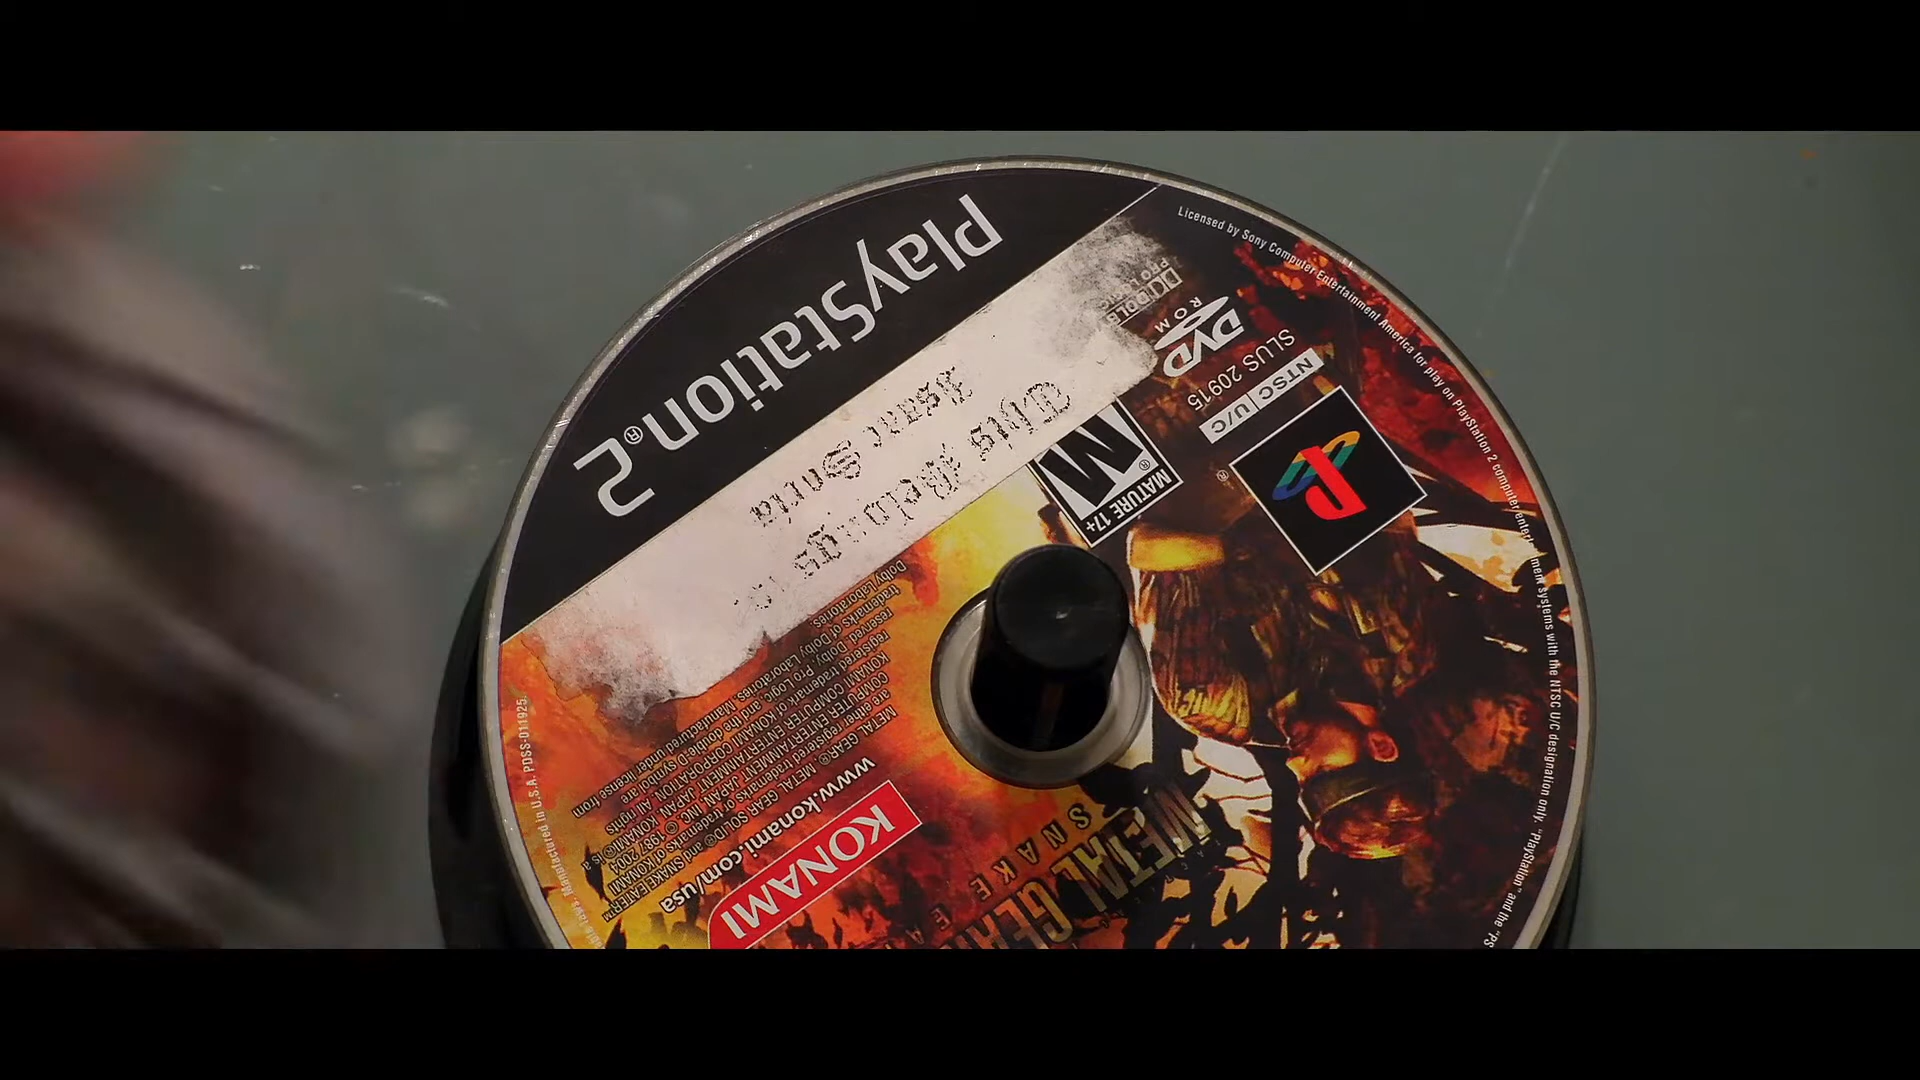 PlayStation®2
This Belongs to
Isaac Soria
DOLBY
PRO LOGIC
DVD
ROM
SLUS 20915
NTSC U/C
M®
MATURE 17+
Licensed by Sony Computer Entertainment America for play on PlayStation 2 computer entertainment systems with the NTSC U/C designation only. "PlayStation" and the "PS
METAL GEAR
SNAKE EA
KONAMI
www.konami.com/usa
METAL GEAR®, METAL GEAR SOLID® and SNAKE EATER™
are either registered trademarks or trademarks of KONAMI
COMPUTER ENTERTAINMENT JAPAN, INC. © 1987 2004
KONAMI COMPUTER ENTERTAINMENT JAPAN. KONAMI® is a
registered trademark of KONAMI CORPORATION. All rights
reserved. Dolby, Pro Logic and the double-D symbol are
trademarks of Dolby Laboratories. Manufactured under license from
Dolby Laboratories.
Manufactured in U.S.A. PDSS-011925.